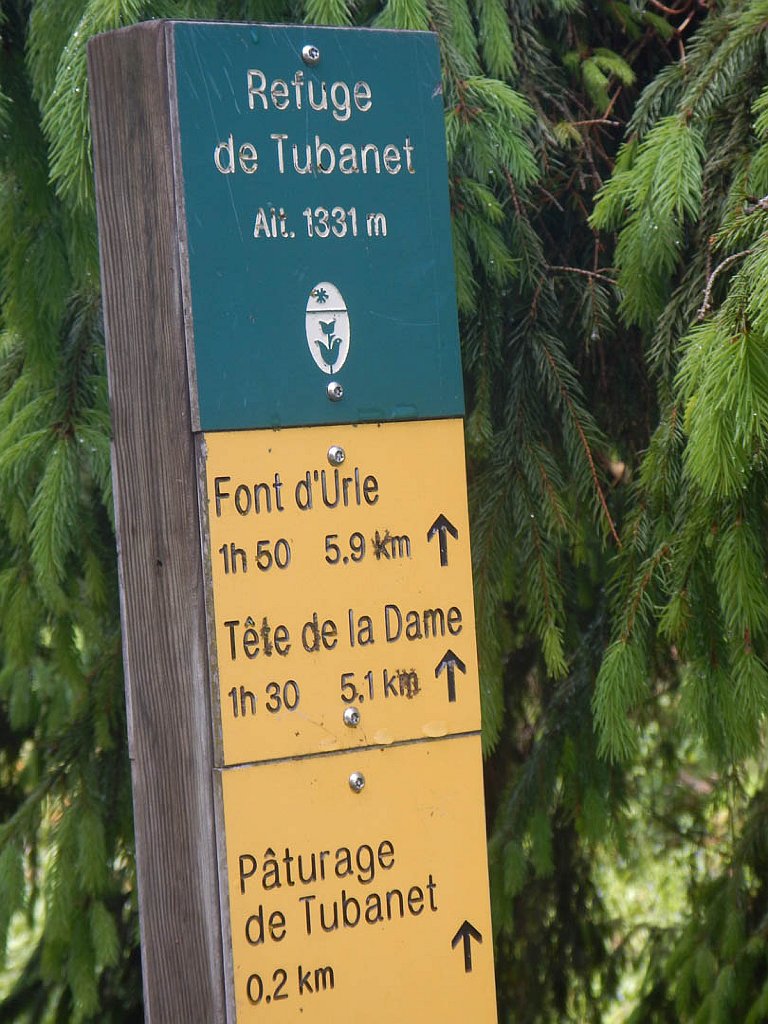 Refuge
de Tubanet
Alt. 1331 m
Font d'Urle
1h 50 5.9 km ↑
Tête de la Dame
1h 30 5.1 km ↑
Pâturage
de Tubanet
0.2 km ↑